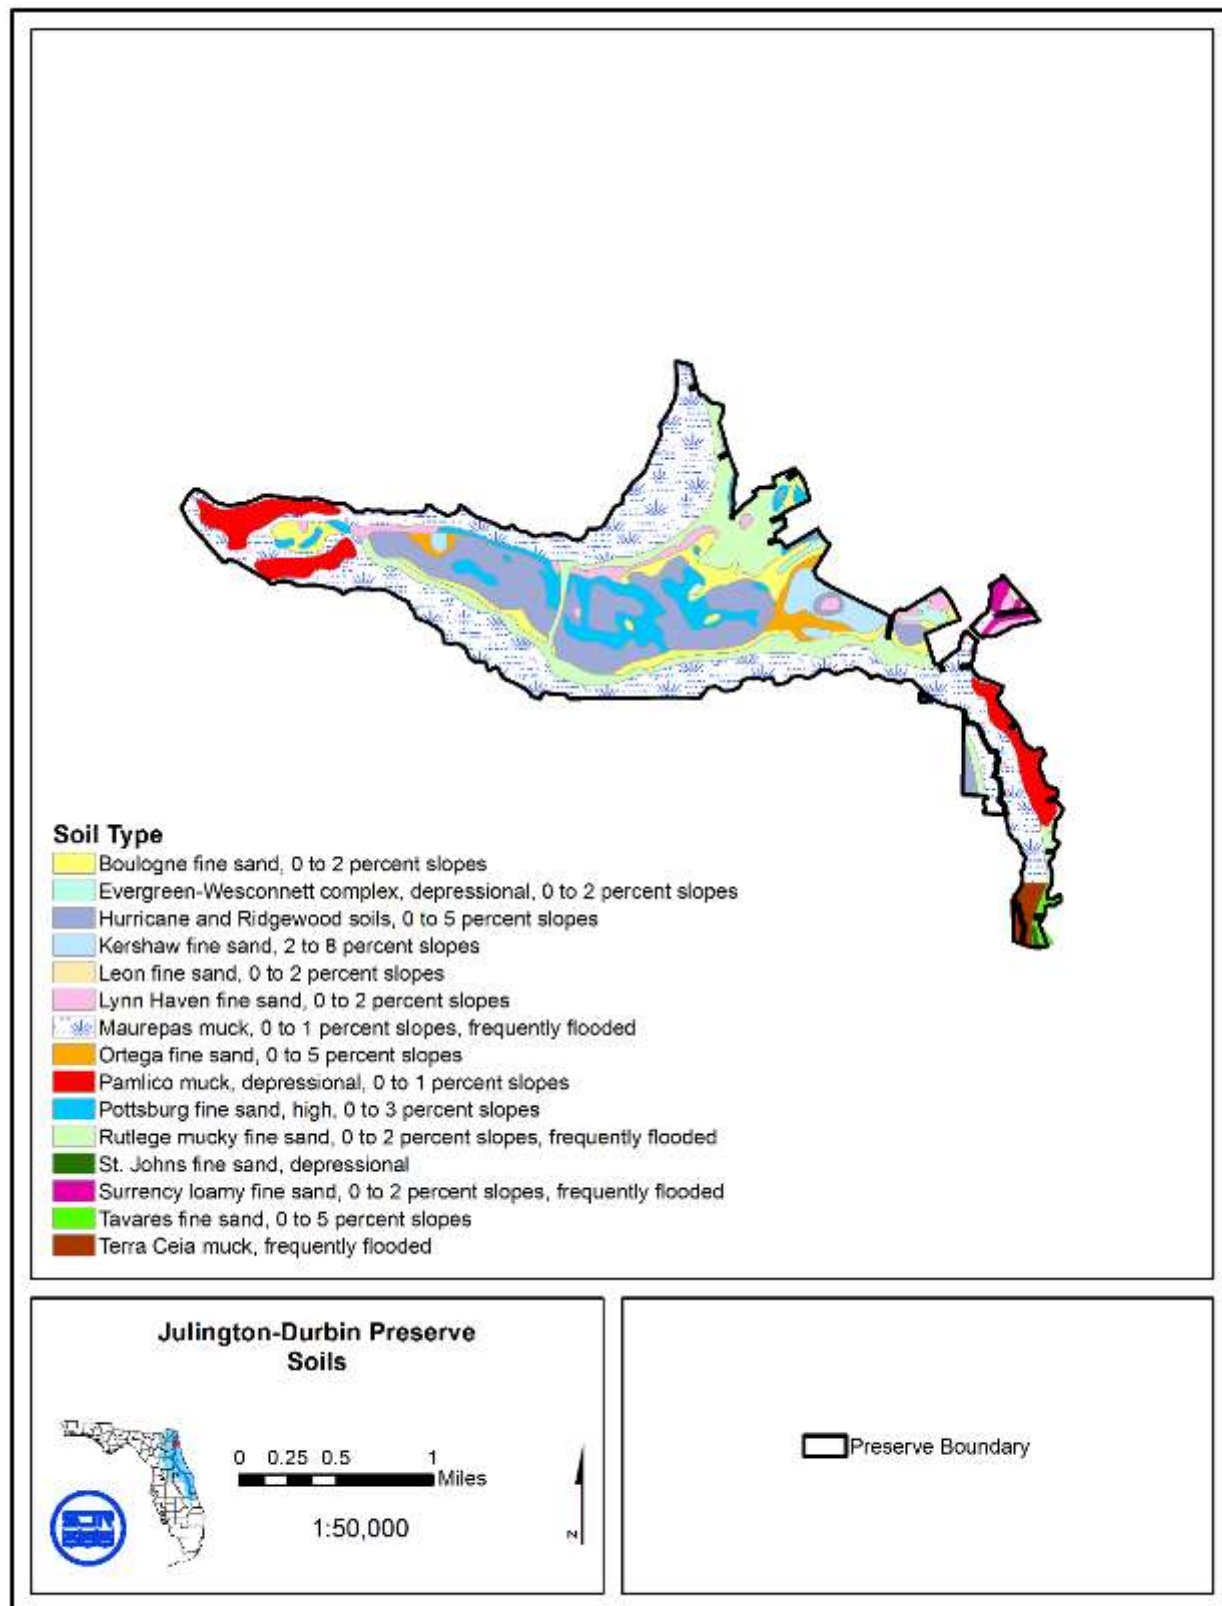 Soil Type
Boulogne fine sand, 0 to 2 percent slopes
Evergreen-Wesconnett complex, depressional, 0 to 2 percent slopes
Hurricane and Ridgewood soils, 0 to 5 percent slopes
Kershaw fine sand, 2 to 8 percent slopes
Leon fine sand, 0 to 2 percent slopes
Lynn Haven fine sand, 0 to 2 percent slopes
Maurepas muck, 0 to 1 percent slopes, frequently flooded
Ortega fine sand, 0 to 5 percent slopes
Pamlico muck, depressional, 0 to 1 percent slopes
Pottsburg fine sand, high, 0 to 3 percent slopes
Rutlege mucky fine sand, 0 to 2 percent slopes, frequently flooded
St. Johns fine sand, depressional
Surrency loamy fine sand, 0 to 2 percent slopes, frequently flooded
Tavares fine sand, 0 to 5 percent slopes
Terra Ceia muck, frequently flooded
Julington-Durbin Preserve
Soils
0 0.25 0.5 1
Miles
1:50,000
N
Preserve Boundary